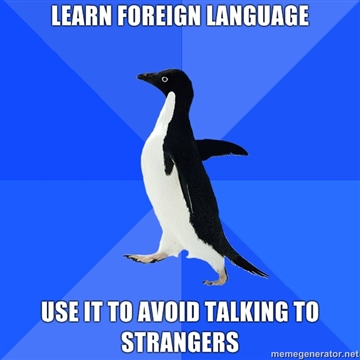 LEARN FOREIGN LANGUAGE
USE IT TO AVOID TALKING TO
STRANGERS
memegenerator.net